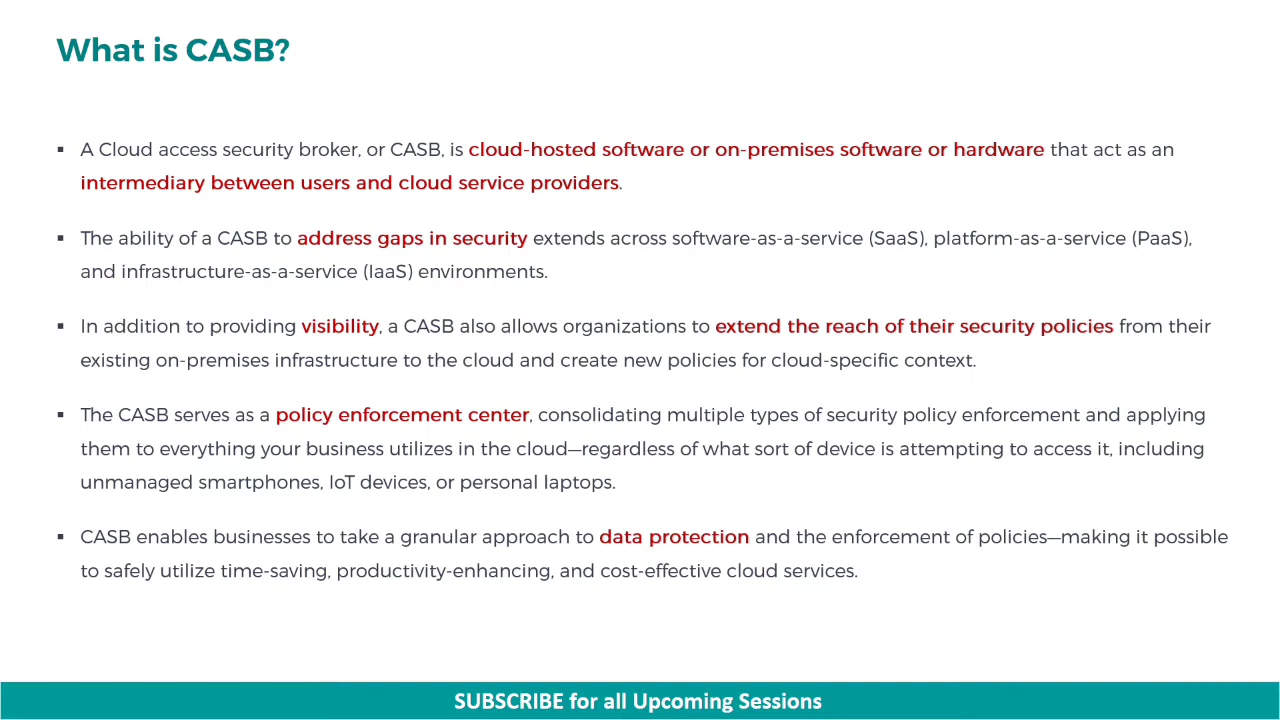 What is CASB?
▪ A Cloud access security broker, or CASB, is cloud-hosted software or on-premises software or hardware that act as an
intermediary between users and cloud service providers.
▪ The ability of a CASB to address gaps in security extends across software-as-a-service (SaaS), platform-as-a-service (PaaS),
and infrastructure-as-a-service (IaaS) environments.
▪ In addition to providing visibility, a CASB also allows organizations to extend the reach of their security policies from their
existing on-premises infrastructure to the cloud and create new policies for cloud-specific context.
▪ The CASB serves as a policy enforcement center, consolidating multiple types of security policy enforcement and applying
them to everything your business utilizes in the cloud—regardless of what sort of device is attempting to access it, including
unmanaged smartphones, IoT devices, or personal laptops.
▪ CASB enables businesses to take a granular approach to data protection and the enforcement of policies—making it possible
to safely utilize time-saving, productivity-enhancing, and cost-effective cloud services.
SUBSCRIBE for all Upcoming Sessions